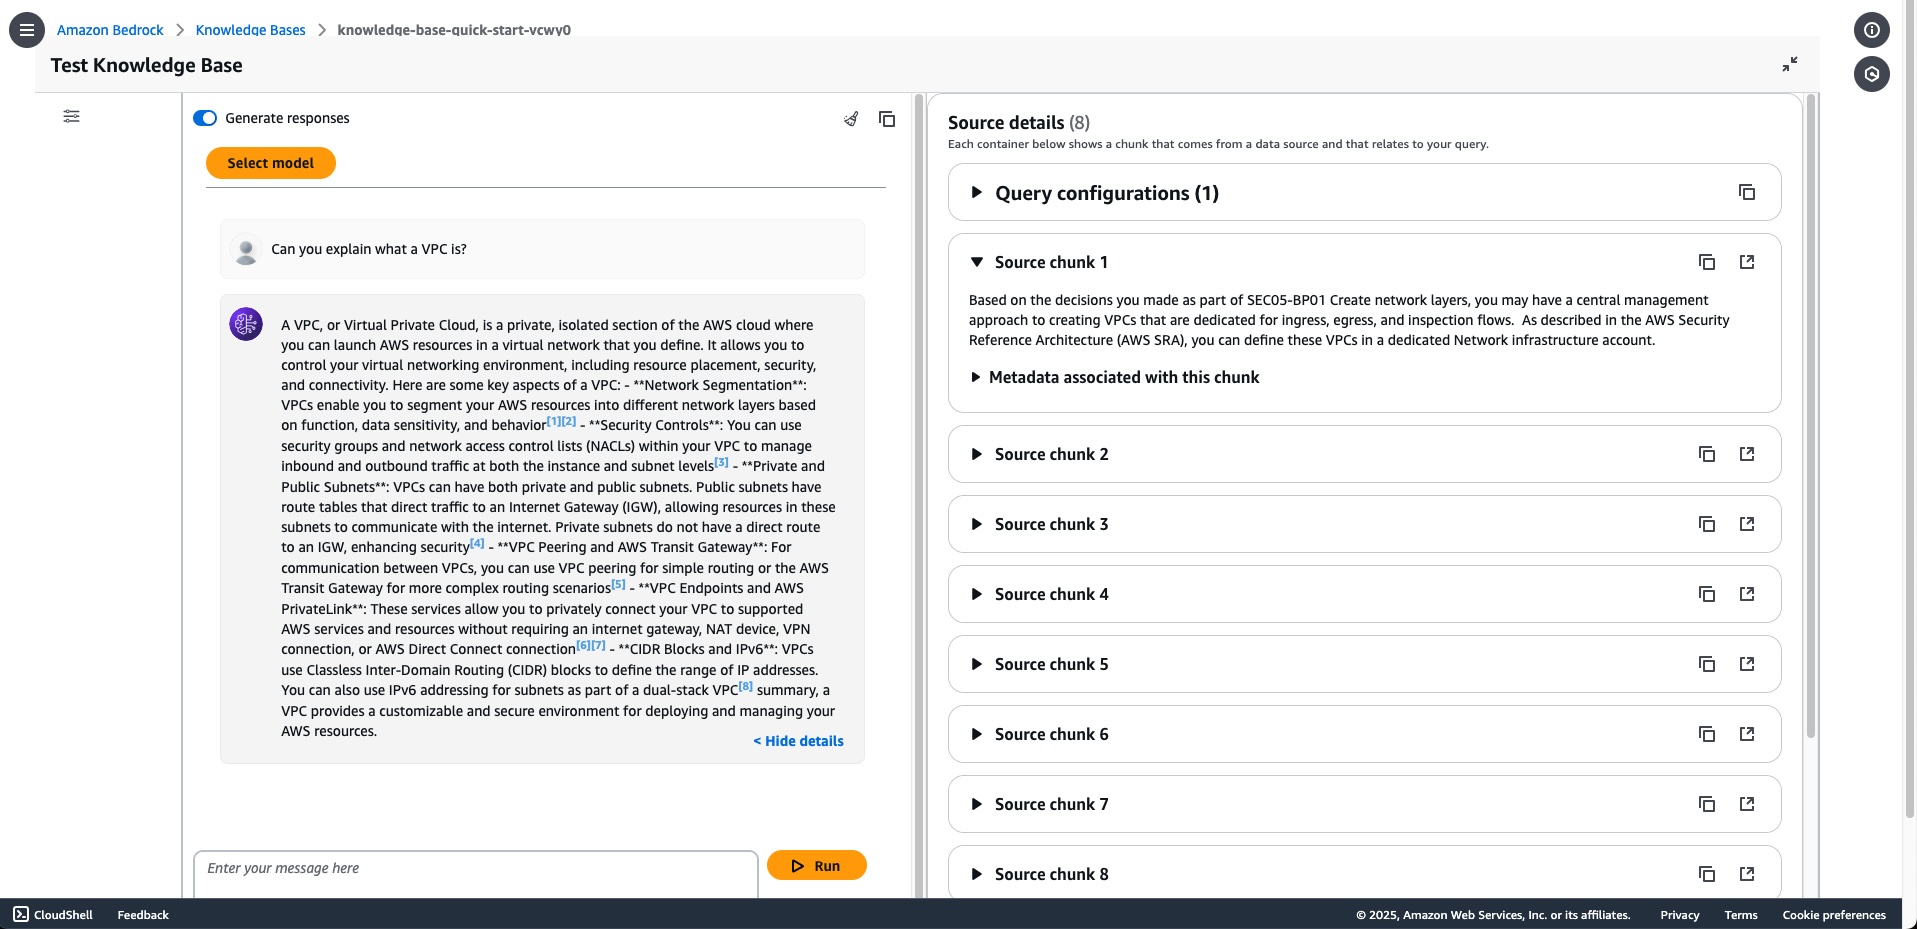 Amazon Bedrock > Knowledge Bases > knowledge-base-quick-start-vcwy0
Test Knowledge Base
Generate responses
Select model
Can you explain what a VPC is?
A VPC, or Virtual Private Cloud, is a private, isolated section of the AWS cloud where
you can launch AWS resources in a virtual network that you define. It allows you to
control your virtual networking environment, including resource placement, security,
and connectivity. Here are some key aspects of a VPC: - **Network Segmentation**:
VPCs enable you to segment your AWS resources into different network layers based
on function, data sensitivity, and behavior[1][2] - **Security Controls**: You can use
security groups and network access control lists (NACLs) within your VPC to manage
inbound and outbound traffic at both the instance and subnet levels[3] - **Private and
Public Subnets**: VPCs can have both private and public subnets. Public subnets have
route tables that direct traffic to an Internet Gateway (IGW), allowing resources in these
subnets to communicate with the internet. Private subnets do not have a direct route
to an IGW, enhancing security[4] - **VPC Peering and AWS Transit Gateway**: For
communication between VPCs, you can use VPC peering for simple routing or the AWS
Transit Gateway for more complex routing scenarios[5] - **VPC Endpoints and AWS
PrivateLink**: These services allow you to privately connect your VPC to supported
AWS services and resources without requiring an internet gateway, NAT device, VPN
connection, or AWS Direct Connect connection[6][7] - **CIDR Blocks and IPv6**: VPCs
use Classless Inter-Domain Routing (CIDR) blocks to define the range of IP addresses.
You can also use IPv6 addressing for subnets as part of a dual-stack VPC[8] summary, a
VPC provides a customizable and secure environment for deploying and managing your
AWS resources.
< Hide details
Enter your message here
Run
Source details (8)
Each container below shows a chunk that comes from a data source and that relates to your query.
Query configurations (1)
Source chunk 1
Based on the decisions you made as part of SEC05-BP01 Create network layers, you may have a central management
approach to creating VPCs that are dedicated for ingress, egress, and inspection flows.  As described in the AWS Security
Reference Architecture (AWS SRA), you can define these VPCs in a dedicated Network infrastructure account.
Metadata associated with this chunk
Source chunk 2
Source chunk 3
Source chunk 4
Source chunk 5
Source chunk 6
Source chunk 7
Source chunk 8
CloudShell Feedback © 2025, Amazon Web Services, Inc. or its affiliates. Privacy Terms Cookie preferences